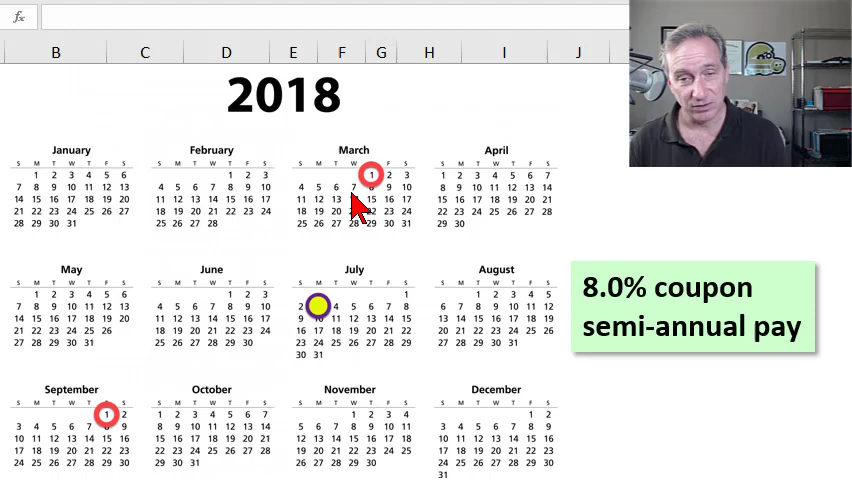 fx
B C D E F G H I J
2018
January
S M T W T F S
1 2 3 4 5 6
7 8 9 10 11 12 13
14 15 16 17 18 19 20
21 22 23 24 25 26 27
28 29 30 31
February
S M T W T F S
1 2 3
4 5 6 7 8 9 10
11 12 13 14 15 16 17
18 19 20 21 22 23 24
25 26 27 28
March
S M T W T F S
1 2 3
4 5 6 7 8 9 10
11 12 13 15 16 17
18 19 20 22 23 24
25 26 27 28 29 30 31
April
S M T W T F S
1 2 3 4 5 6 7
8 9 10 11 12 13 14
15 16 17 18 19 20 21
22 23 24 25 26 27 28
29 30
May
S M T W T F S
1 2 3 4 5 6
7 8 9 10 11 12 13
14 15 16 17 18 19 20
21 22 23 24 25 26
27 28 29 30 31
June
S M T W T F S
1 2 3
4 5 6 7 8 9 10
11 12 13 14 15 16 17
18 19 20 21 22 23 24
25 26 27 28 29 30
July
S M T W T F S
1
2 4 5 6 7 8
9 10 11 12 13 14 15
16 17 18 19 20 21 22
23 24 25 26 27 28 29
30 31
August
S M T W T F S
1 2 3 4 5
6 7 8 9 10 11 12
13 14 15 16 17 18 19
20 21 22 23 24 25 26
27 28 29 30 31
8.0% coupon
semi-annual pay
September
S M T W T F S
1 2
3 4 5 6 7 8 9
10 11 12 13 14 15 16
17 18 19 20 21 22 23
24 25 26 27 28 29 30
October
S M T W T F S
1 2 3 4 5 6 7
8 9 10 11 12 13 14
15 16 17 18 19 20 21
22 23 24 25 26 27 28
29 30 31
November
S M T W T F S
1 2 3 4
5 6 7 8 9 10 11
12 13 14 15 16 17 18
19 20 21 22 23 24 25
26 27 28 29 30
December
S M T W T F S
1 2
3 4 5 6 7 8 9
10 11 12 13 14 15 16
17 18 19 20 21 22 23
24 25 26 27 28 29 30
31